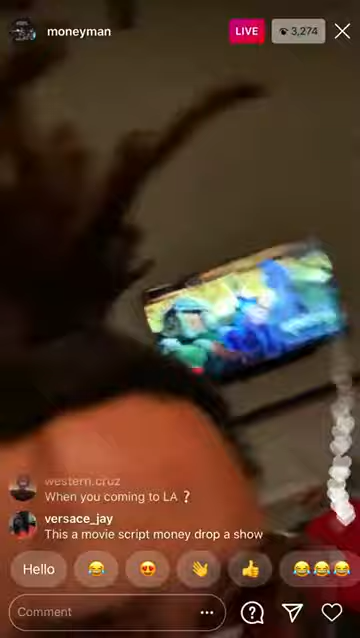 moneyman
LIVE
3,274
western.cruz
When you coming to LA ?
versace_jay
This a movie script money drop a show
Hello
Comment